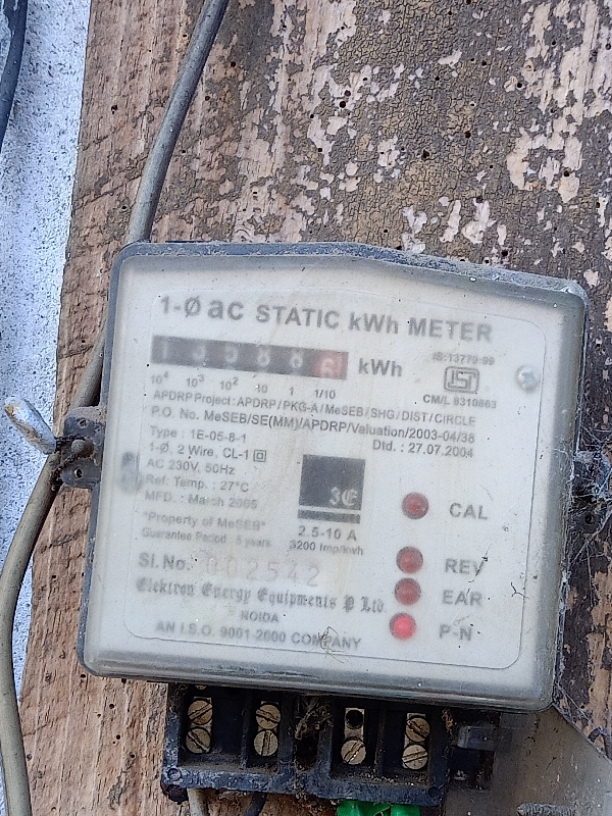 1-Ø ac STATIC kWh METER
kWh
10⁴ 10³ 10² 10 1 1/10
IS:13779-99
CM/L 8310863
APDRP Project : APDRP / PKG-A / MeSEB / SHG / DIST / CIRCLE
P.O. No. MeSEB/SE(MM)/APDRP/Valuation/2003-04/38
Dtd. : 27.07.2004
Type : 1E-05-8-1
1-Ø, 2 Wire, CL-1
AC 230V, 50Hz
Ref. Temp. : 27°C
MFD. : March 2005
"Property of MeSEB"
Guarantee Period 5 years
2.5-10 A
3200 Imp/kwh
CAL
REV
EAR
P-N
Sl. No. 002542
Elektron Energy Equipments P Ltd.
NOIDA
AN I.S.O. 9001-2000 COMPANY